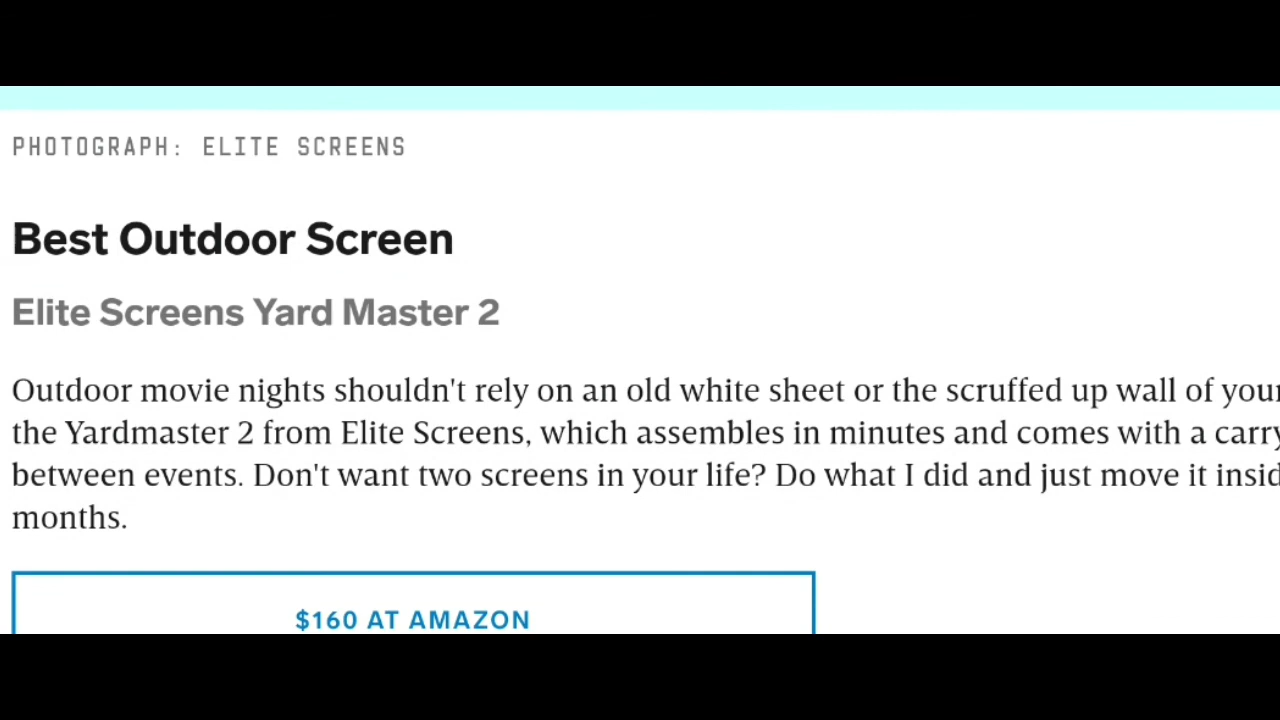 PHOTOGRAPH: ELITE SCREENS
Best Outdoor Screen
Elite Screens Yard Master 2
Outdoor movie nights shouldn't rely on an old white sheet or the scruffed up wall of
the Yardmaster 2 from Elite Screens, which assembles in minutes and comes with a
between events. Don't want two screens in your life? Do what I did and just move it
months.
$160 AT AMAZON